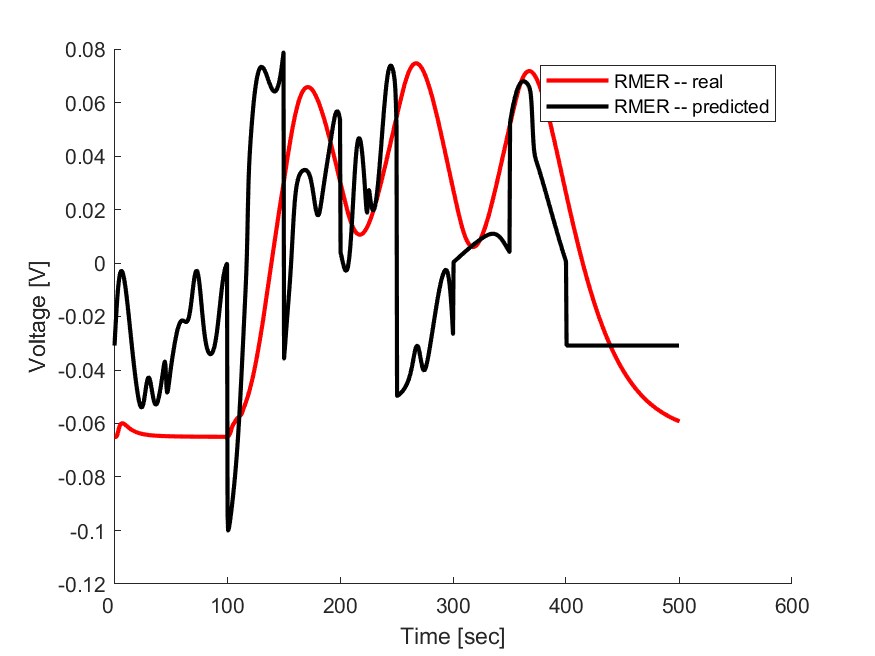 0.08
0.06
0.04
0.02
0
-0.02
-0.04
-0.06
-0.08
-0.1
-0.12
Voltage [V]
RMER -- real
RMER -- predicted
0 100 200 300 400 500 600
Time [sec]